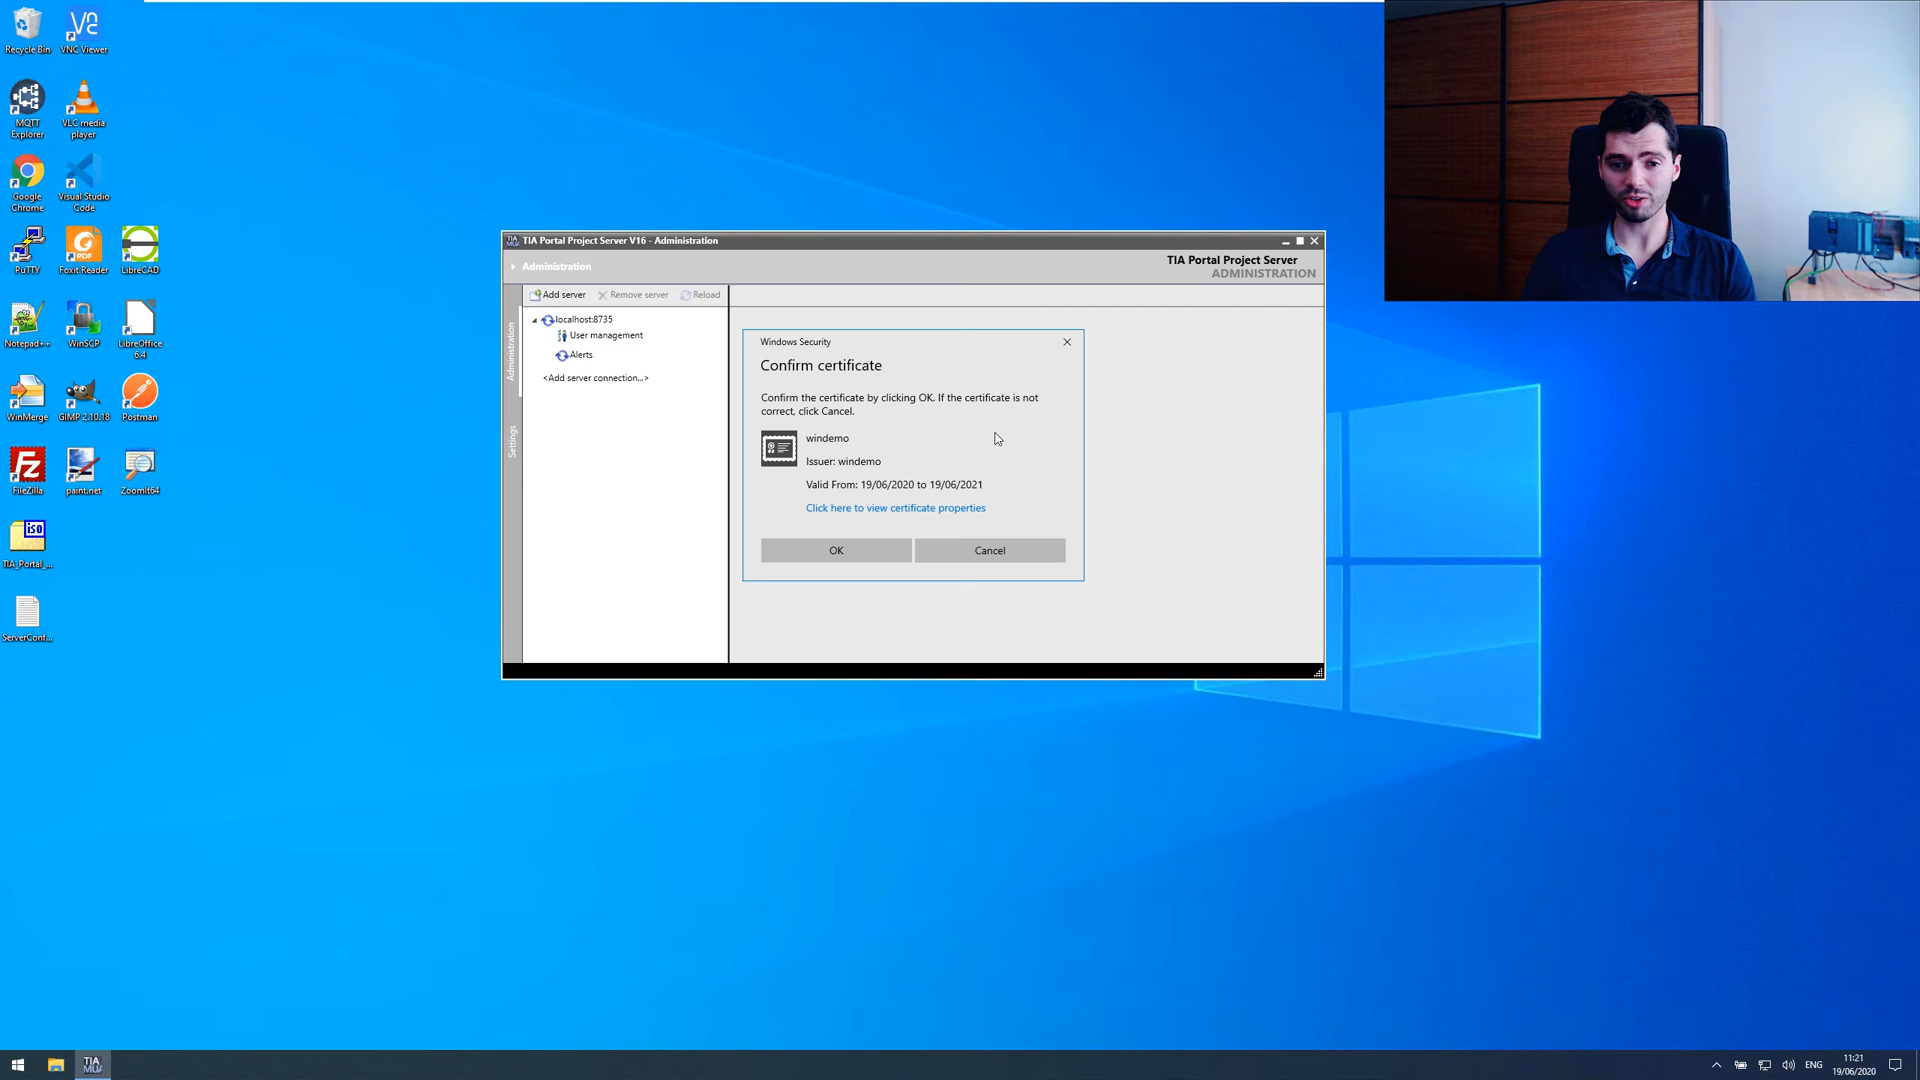 Recycle Bin
VNC Viewer
MQTT
Explorer
VLC media
player
Google
Chrome
Visual Studio
Code
PuTTY
Foxit Reader
LibreCAD
Notepad++
WinSCP
LibreOffice
6.4
WinMerge
GIMP 2.10.18
Postman
FileZilla
paint.net
ZoomIt64
iso
TIA_Portal_...
ServerConf...
TIA Portal Project Server V16 - Administration
Administration
TIA Portal Project Server
ADMINISTRATION
Add server
Remove server
Reload
Administration
Settings
localhost:8735
User management
Alerts
<Add server connection...>
Windows Security
Confirm certificate
Confirm the certificate by clicking OK. If the certificate is not
correct, click Cancel.
windemo
Issuer: windemo
Valid From: 19/06/2020 to 19/06/2021
Click here to view certificate properties
OK
Cancel
TIA
ENG
11:21
19/06/2020